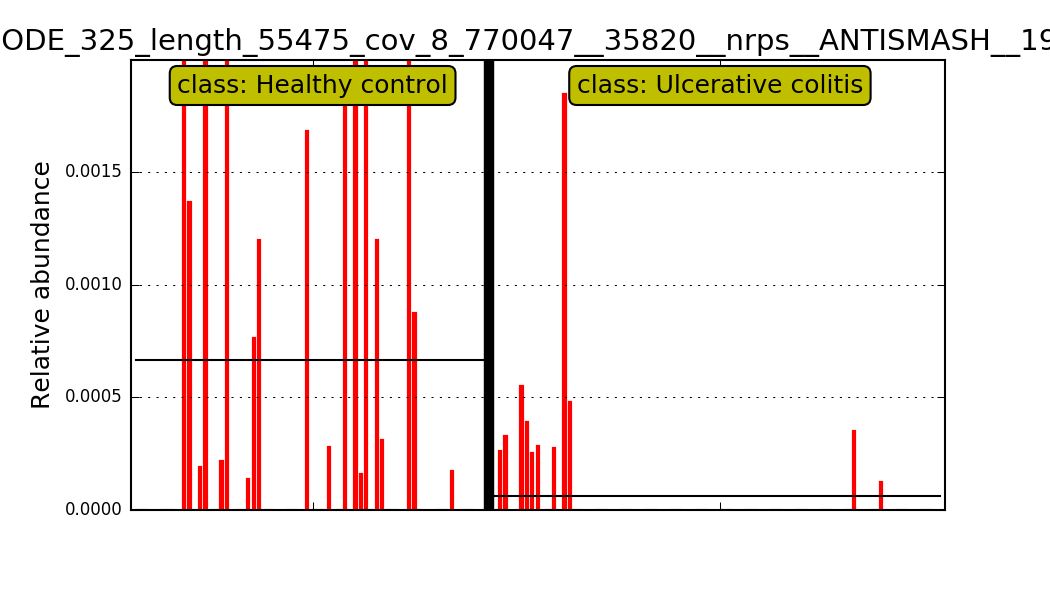 ODE_325_length_55475_cov_8_770047__35820__nrps__ANTISMASH__19
class: Healthy control
class: Ulcerative colitis
Relative abundance
0.0015
0.0010
0.0005
0.0000